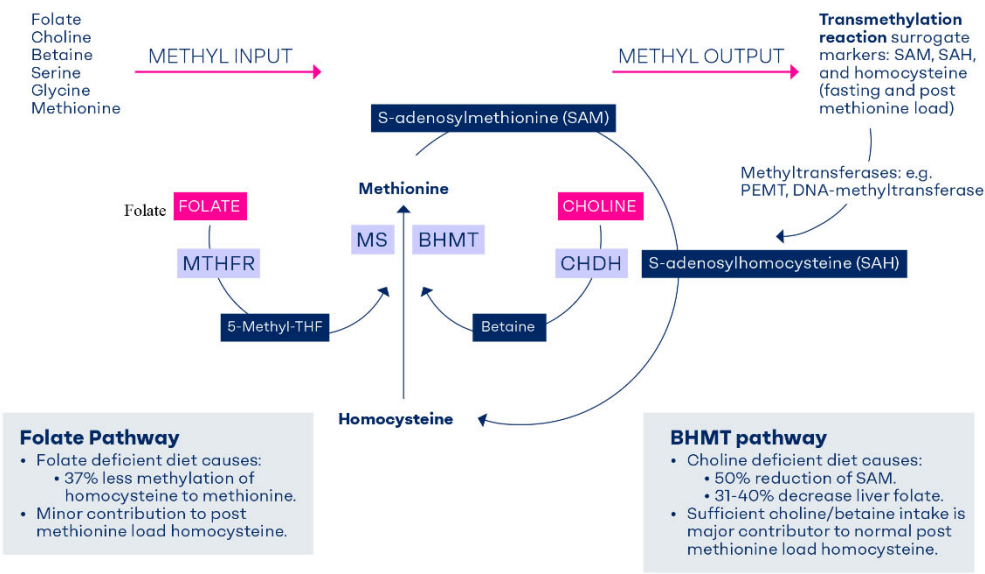 Folate
Choline
Betaine
Serine
Glycine
Methionine
METHYL INPUT
METHYL OUTPUT
Transmethylation
reaction surrogate
markers: SAM, SAH,
and homocysteine
(fasting and post
methionine load)
S-adenosylmethionine (SAM)
Methyltransferases: e.g.
PEMT, DNA-methyltransferase
Methionine
Folate
FOLATE
CHOLINE
MS
BHMT
MTHFR
CHDH
S-adenosylhomocysteine (SAH)
5-Methyl-THF
Betaine
Homocysteine
Folate Pathway
• Folate deficient diet causes:
• 37% less methylation of
homocysteine to methionine.
• Minor contribution to post
methionine load homocysteine.
BHMT pathway
• Choline deficient diet causes:
• 50% reduction of SAM.
• 31-40% decrease liver folate.
• Sufficient choline/betaine intake is
major contributor to normal post
methionine load homocysteine.